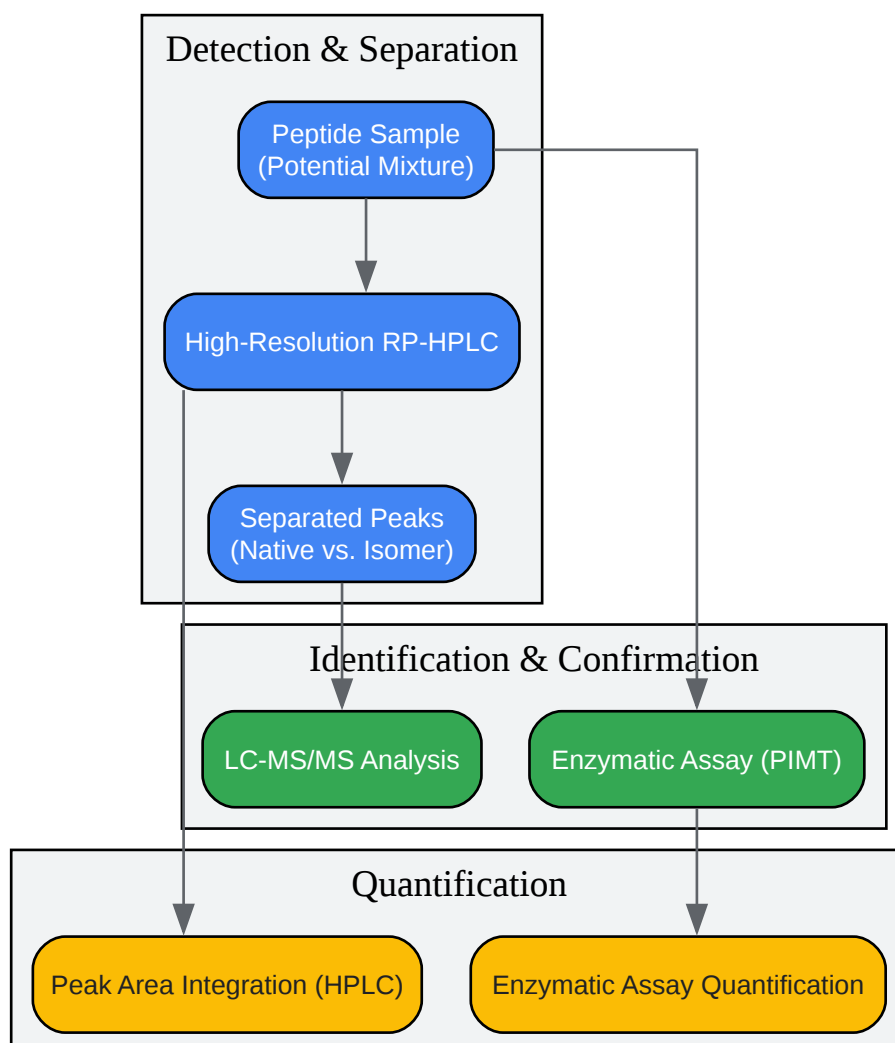 Detection & Separation
Peptide Sample
(Potential Mixture)
High-Resolution RP-HPLC
Separated Peaks
(Native vs. Isomer)
Identification & Confirmation
LC-MS/MS Analysis
Enzymatic Assay (PIMT)
Quantification
Peak Area Integration (HPLC)
Enzymatic Assay Quantification